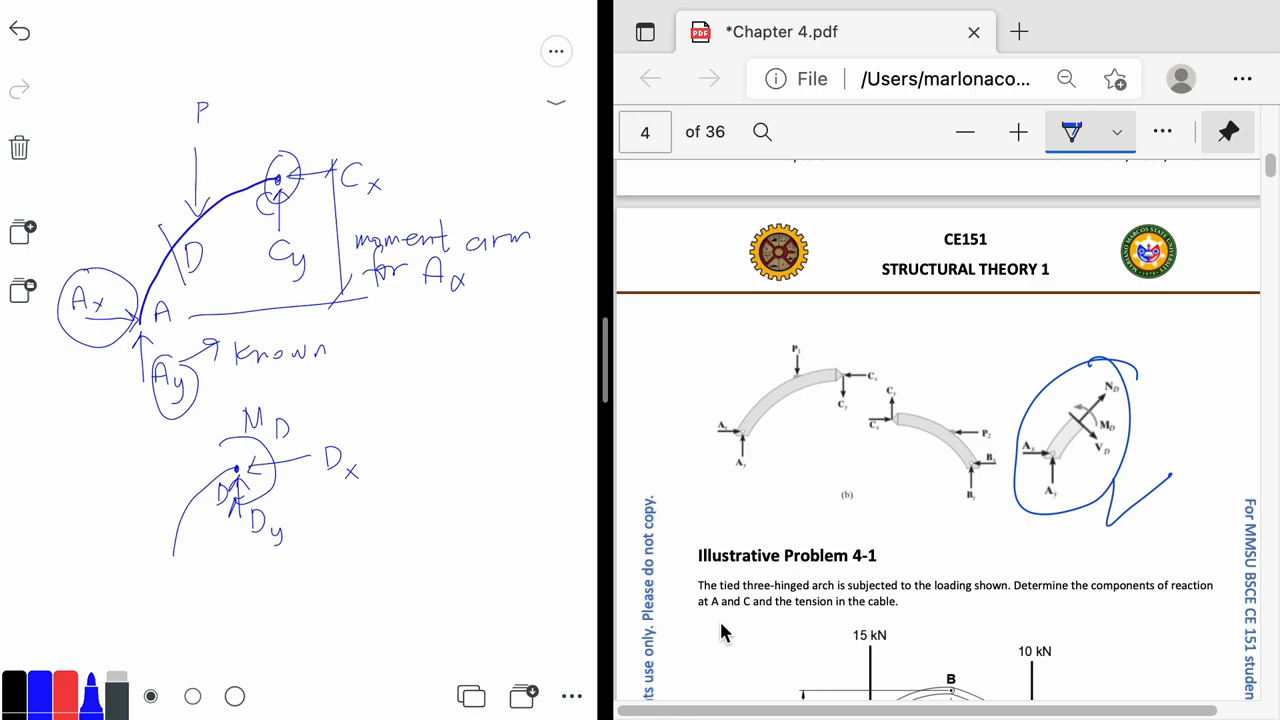 P
C
Cx
D
Cy
moment arm
for Ax
Ax
A
Ay
known
MD
Dx
D
Dy
*Chapter 4.pdf
File
/Users/marlonaco...
4 of 36
CE151
STRUCTURAL THEORY 1
P1
Cx
Cy
Ax
Ay
Cy
Cx
P2
Bx
By
ND
MD
VD
Ax
Ay
(b)
Illustrative Problem 4-1
The tied three-hinged arch is subjected to the loading shown. Determine the components of reaction
at A and C and the tension in the cable.
15 kN
10 kN
B
nts use only. Please do not copy.
For MMSU BSCE CE 151 studen